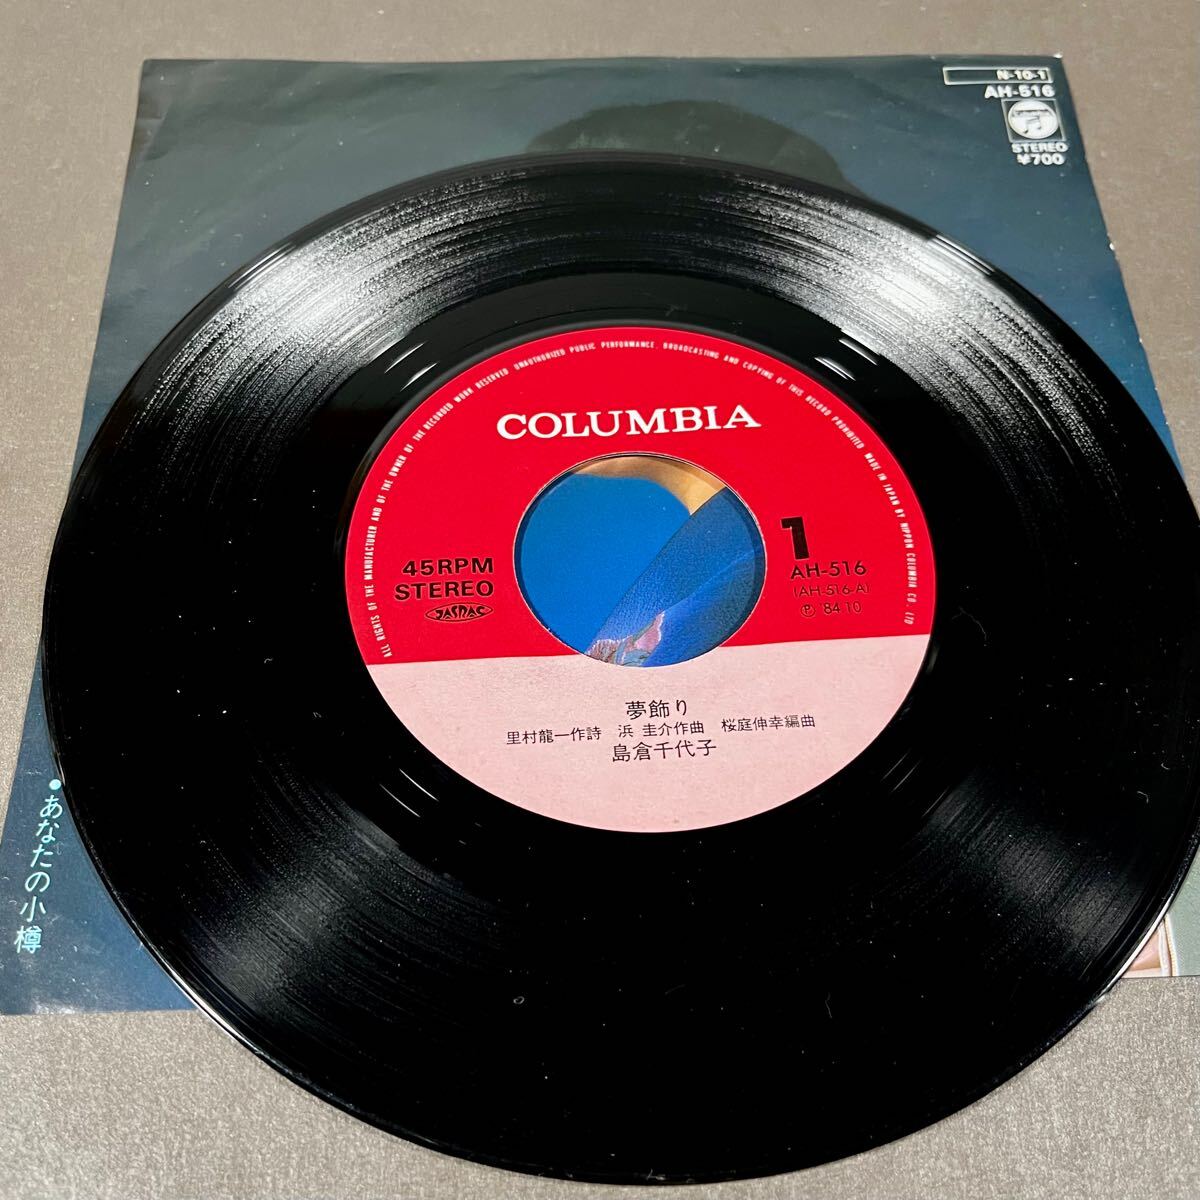 N-10-1
AH-516
STEREO
¥700
ALL RIGHTS OF THE MANUFACTURER AND OF THE OWNER OF THE RECORDED WORK RESERVED UNAUTHORIZED PUBLIC PERFORMANCE, BROADCASTING AND COPYING OF THIS RECORD PROHIBITED MADE IN JAPAN BY NIPPON COLUMBIA CO., LTD
COLUMBIA
45RPM
STEREO
JASRAC
1
AH-516
(AH-516-A)
Ⓟ '84.10
夢飾り
里村龍一作詩 浜 圭介作曲 桜庭伸幸編曲
島倉千代子
●あなたの小樽